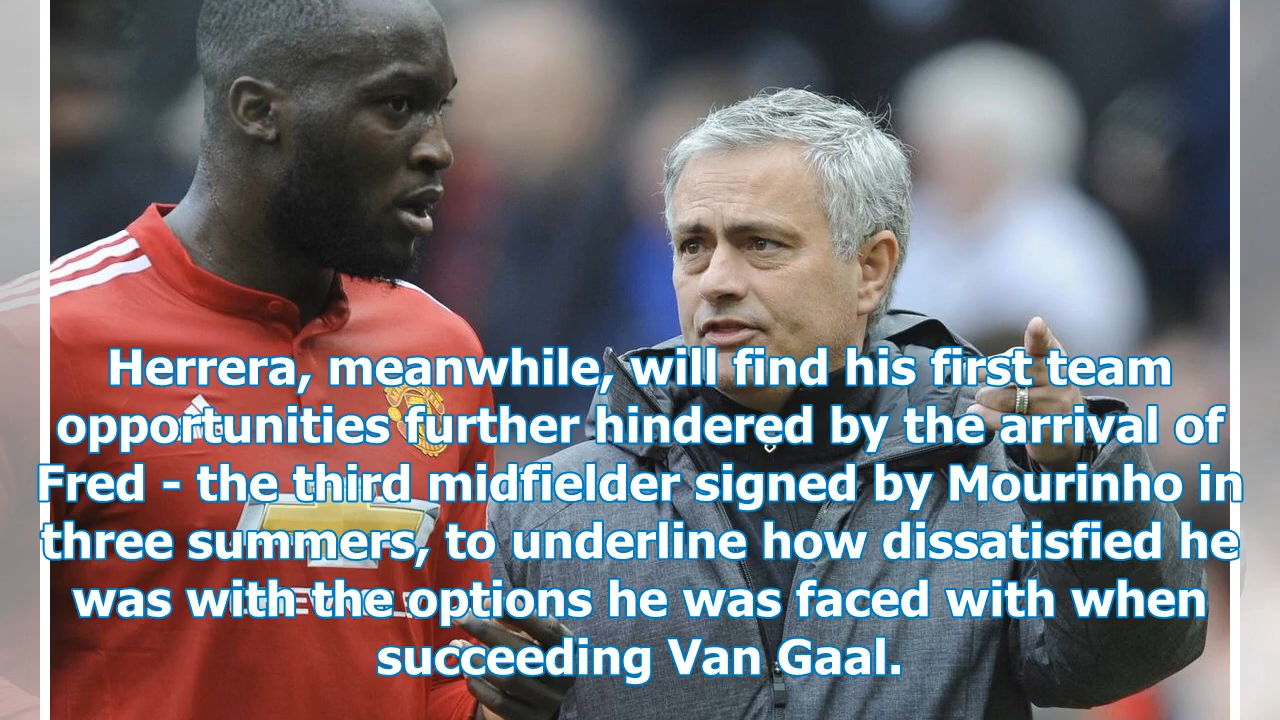 Herrera, meanwhile, will find his first team
opportunities further hindered by the arrival of
Fred - the third midfielder signed by Mourinho in
three summers, to underline how dissatisfied he
was with the options he was faced with when
succeeding Van Gaal.